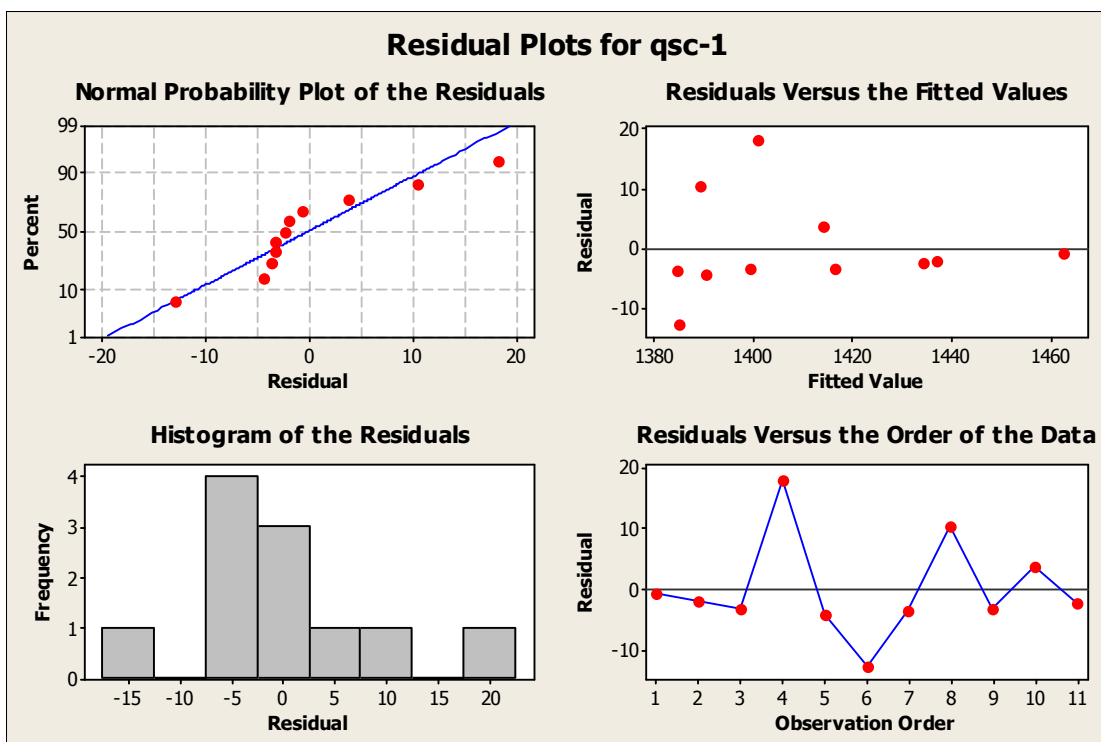 Residual Plots for qsc-1
Normal Probability Plot of the Residuals
99
90
50
10
1
Percent
-20 -10 0 10 20
Residual
Residuals Versus the Fitted Values
20
10
0
-10
Residual
1380 1400 1420 1440 1460
Fitted Value
Histogram of the Residuals
4
3
2
1
0
Frequency
-15 -10 -5 0 5 10 15 20
Residual
Residuals Versus the Order of the Data
20
10
0
-10
Residual
1 2 3 4 5 6 7 8 9 10 11
Observation Order